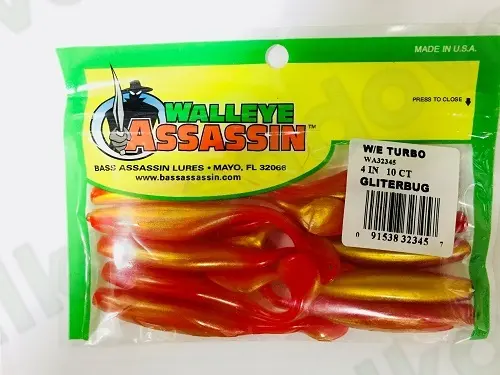 MADE IN U.S.A.
PRESS TO CLOSE
WALLEYE
ASSASSIN™
BASS ASSASSIN LURES • MAYO, FL 32066
www.bassassassin.com
W/E TURBO
WA32345
4 IN 10 CT
GLITERBUG
0 91538 32345 7